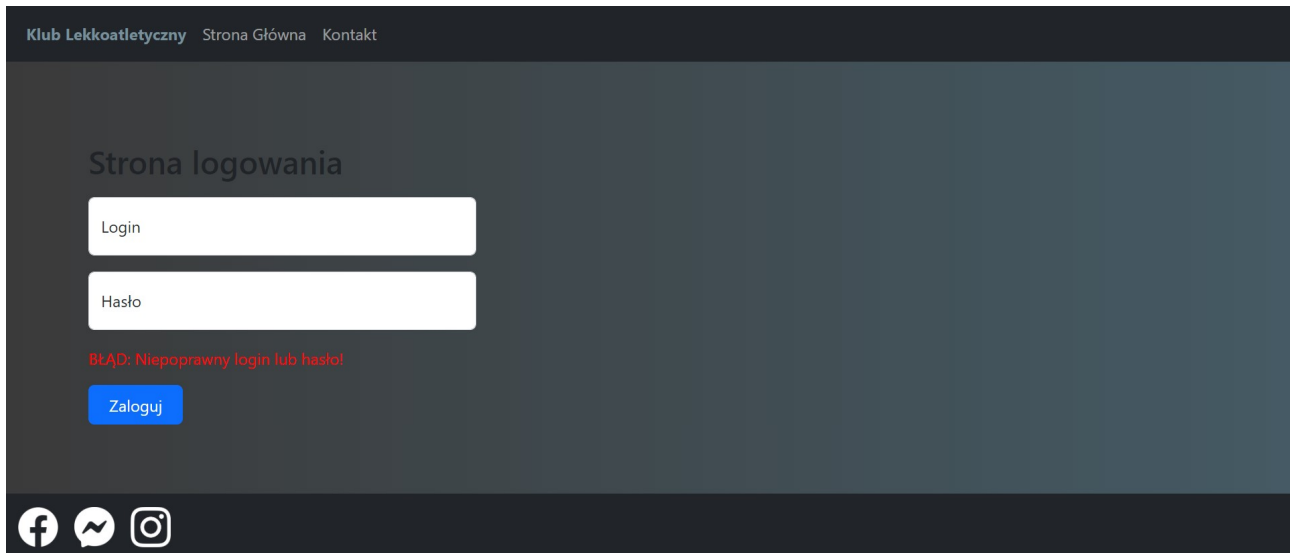 Klub Lekkoatletyczny Strona Główna Kontakt
Strona logowania
Login
Hasło
BŁĄD: Niepoprawny login lub hasło!
Zaloguj